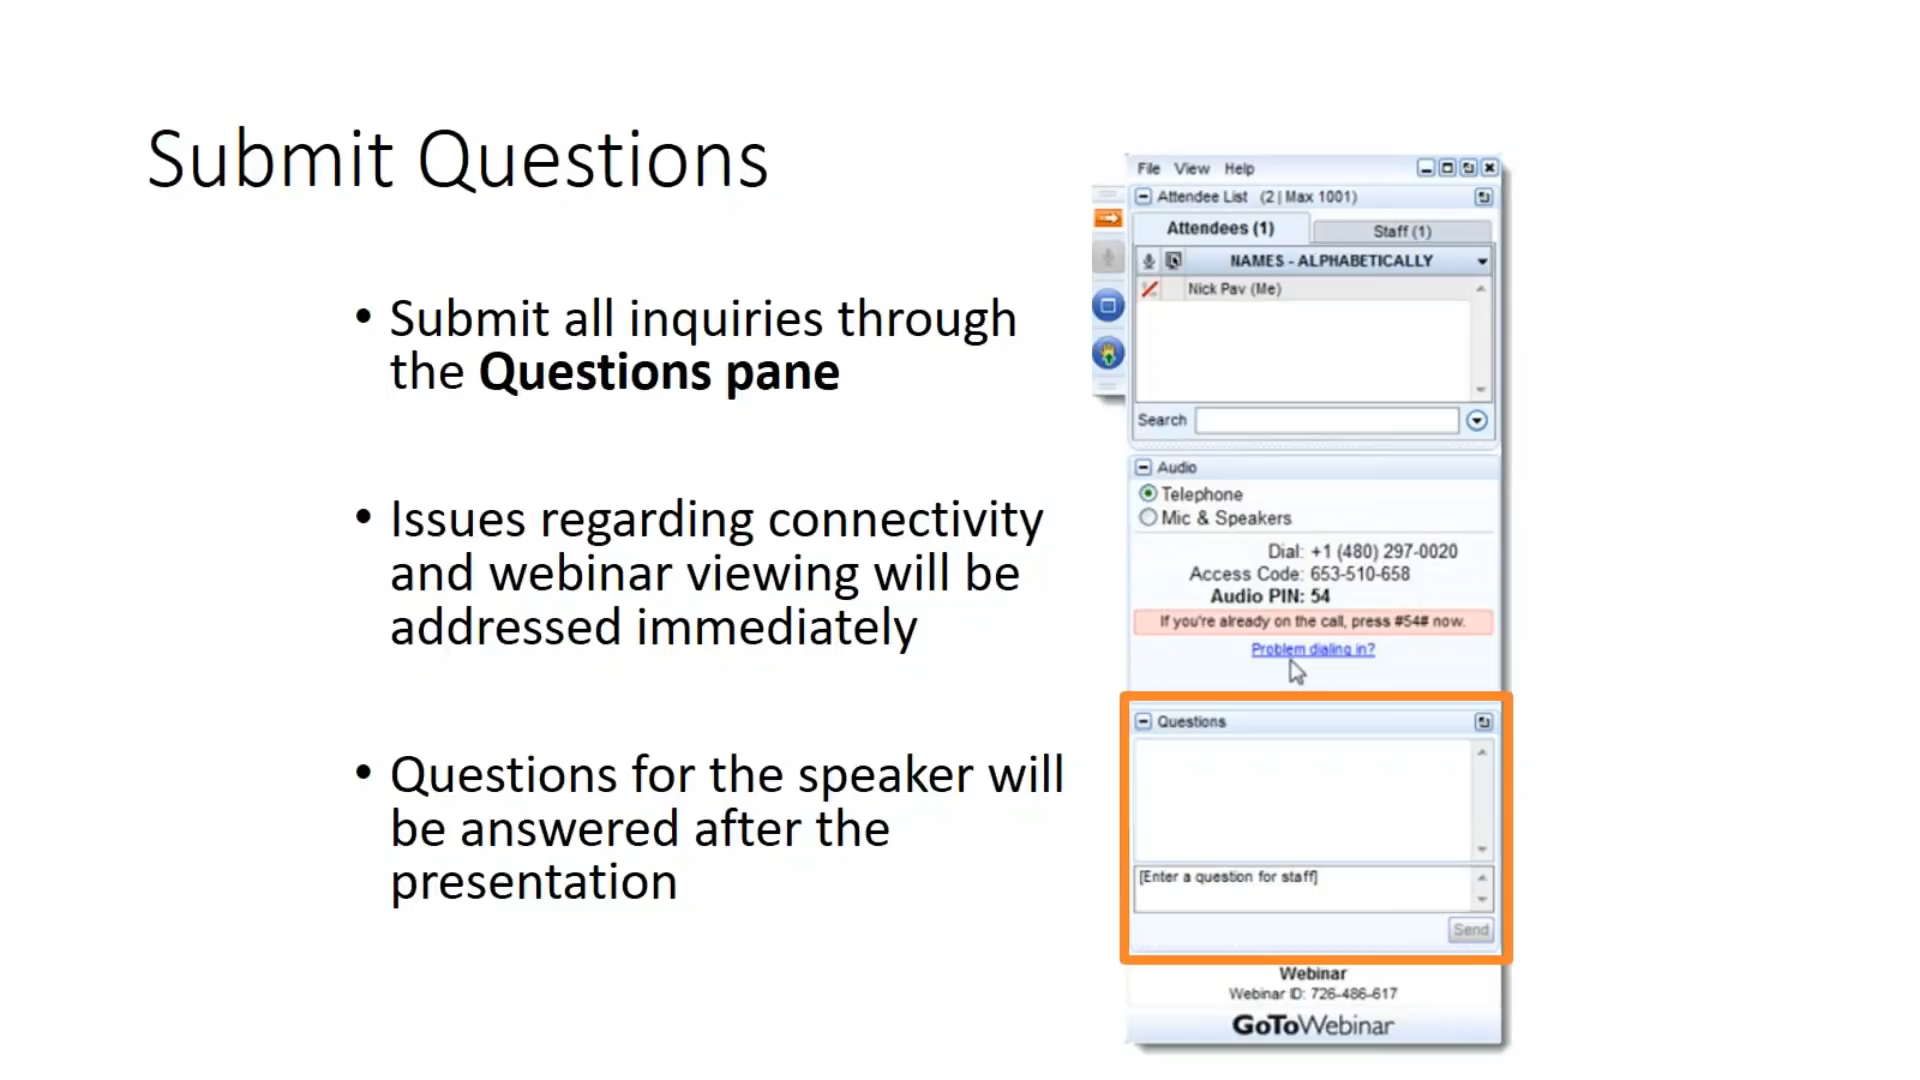 Submit Questions
• Submit all inquiries through
the Questions pane
• Issues regarding connectivity
and webinar viewing will be
addressed immediately
• Questions for the speaker will
be answered after the
presentation
File View Help
Attendee List (2 | Max 1001)
Attendees (1) Staff (1)
NAMES - ALPHABETICALLY
Nick Pav (Me)
Search
Audio
Telephone
Mic & Speakers
Dial: +1 (480) 297-0020
Access Code: 653-510-658
Audio PIN: 54
If you're already on the call, press #54# now.
Problem dialing in?
Questions
[Enter a question for staff]
Send
Webinar
Webinar ID: 726-486-617
GoToWebinar